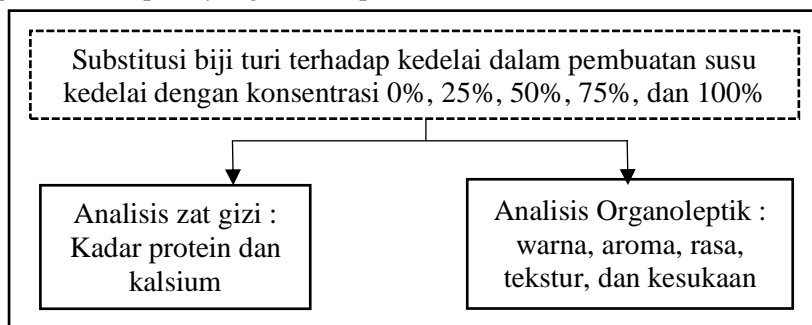 Substitusi biji turi terhadap kedelai dalam pembuatan susu
kedelai dengan konsentrasi 0%, 25%, 50%, 75%, dan 100%
Analisis zat gizi :
Kadar protein dan
kalsium
Analisis Organoleptik :
warna, aroma, rasa,
tekstur, dan kesukaan